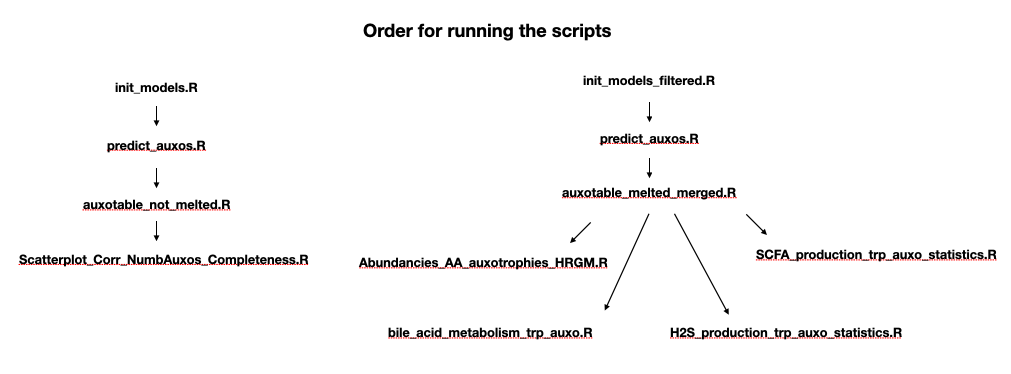 Order for running the scripts
init_models.R
predict_auxos.R
auxotable_not_melted.R
Scatterplot_Corr_NumbAuxos_Completeness.R
init_models_filtered.R
predict_auxos.R
auxotable_melted_merged.R
Abundancies_AA_auxotrophies_HRGM.R
SCFA_production_trp_auxo_statistics.R
bile_acid_metabolism_trp_auxo.R
H2S_production_trp_auxo_statistics.R